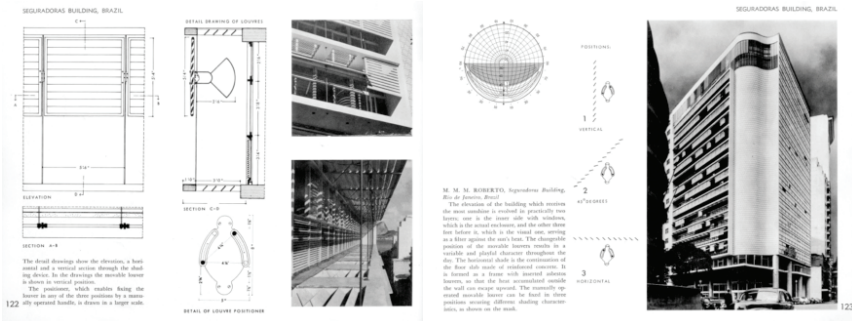 SEGURADORAS BUILDING, BRAZIL
DETAIL DRAWING OF LOUVRES
ELEVATION
SECTION A-B
SECTION C-D
DETAIL OF LOUVRE POSITIONER
The detail drawings show the elevation, a hori-
zontal and a vertical section through the shad-
ing device. In the drawings the movable louver
is shown in vertical position.
The positioner, which enables fixing the
louver in any of the three positions by a manu-
ally operated handle, is drawn in a larger scale.
122
SEGURADORAS BUILDING, BRAZIL
POSITIONS
1
VERTICAL
2
45° DEGREES
3
HORIZONTAL
M. M. M. ROBERTO, Seguradoras Building,
Rio de Janeiro, Brazil
The elevation of the building which receives
the most sunshine is evolved in practically two
layers, one is the inner side with windows,
which is the actual enclosure, and the other three
feet before it, which is the visual one, serving
as a filter against the sun's heat. The changeable
position of the movable louvers results in a
variable and playful character throughout the
day. The horizontal shade is the continuation of
the floor slab made of reinforced concrete. It
is formed as a frame with inserted asbestos
louvers, so that the heat accumulated outside
the wall can escape upward. The manually op-
erated movable louver can be fixed in three
positions securing different shading character-
istics, as shown on the mask.
123